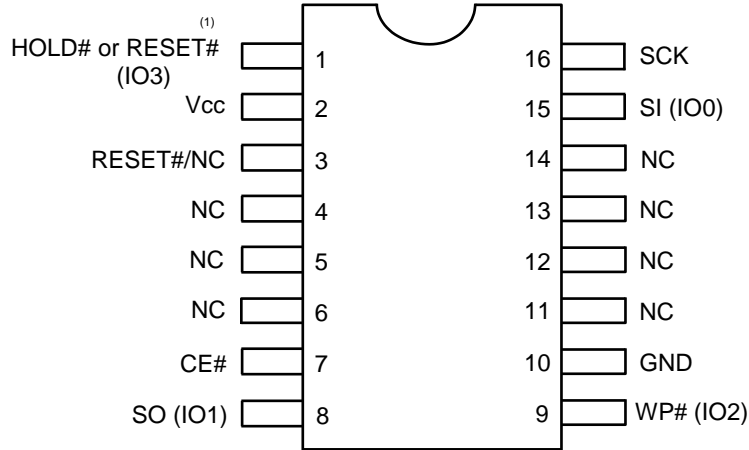 (1)
HOLD# or RESET# 1 16 SCK
(IO3)
Vcc 2 15 SI (IO0)
RESET#/NC 3 14 NC
NC 4 13 NC
NC 5 12 NC
NC 6 11 NC
CE# 7 10 GND
SO (IO1) 8 9 WP# (IO2)